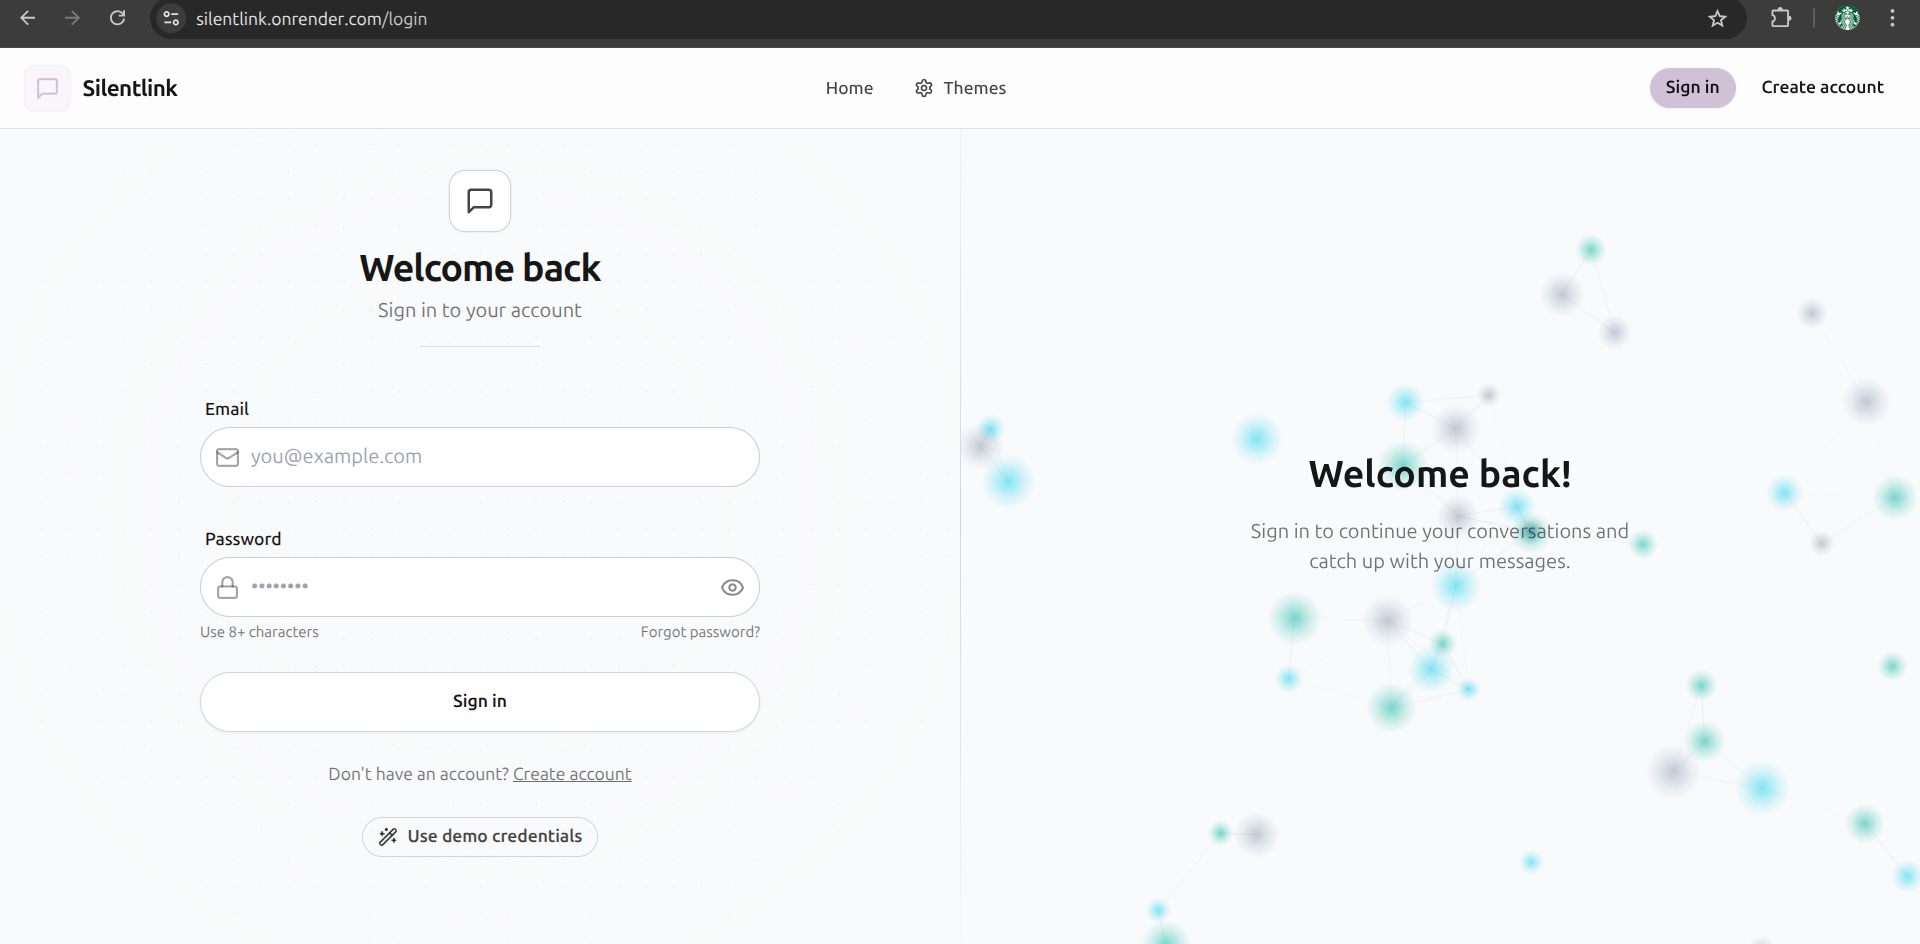 silentlink.onrender.com/login
Silentlink
Home
Themes
Sign in
Create account
Welcome back
Sign in to your account
Email
you@example.com
Password
••••••••
Use 8+ characters
Forgot password?
Sign in
Don't have an account? Create account
Use demo credentials
Welcome back!
Sign in to continue your conversations and
catch up with your messages.